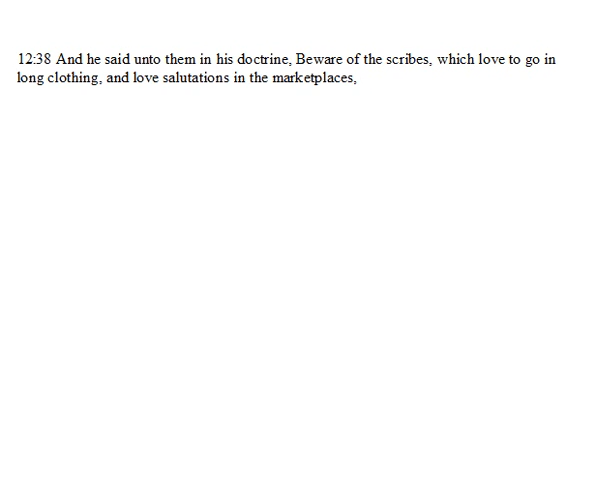 12:38 And he said unto them in his doctrine, Beware of the scribes, which love to go in
long clothing, and love salutations in the marketplaces,